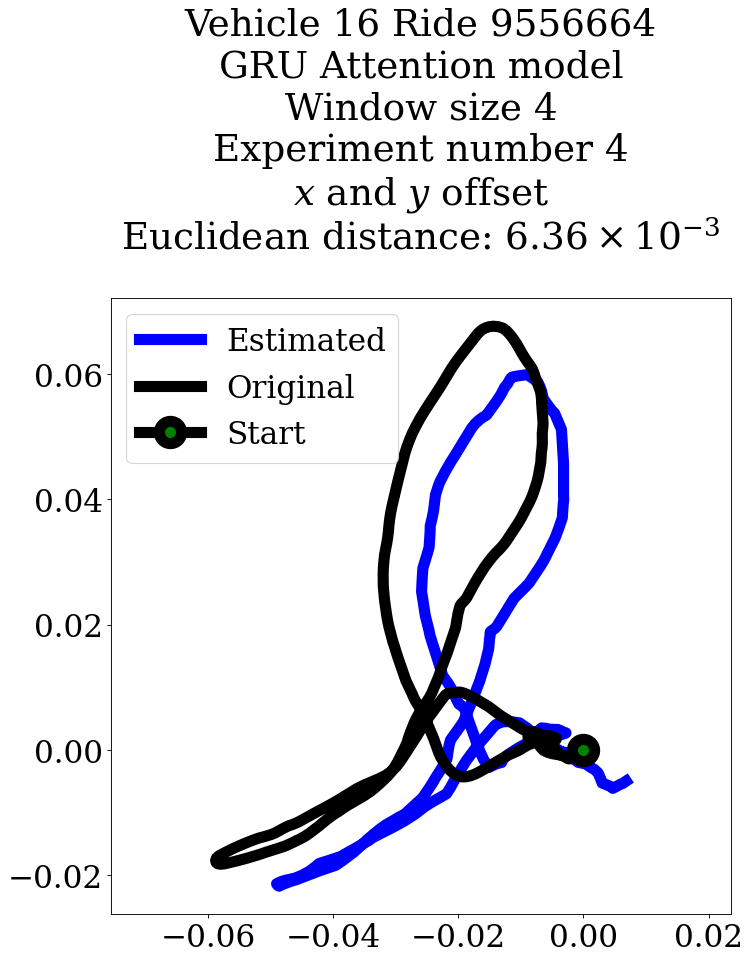 Vehicle 16 Ride 9556664
GRU Attention model
Window size 4
Experiment number 4
x and y offset
Euclidean distance: 6.36 × 10⁻³
Estimated
Original
Start
0.06
0.04
0.02
0.00
−0.02
−0.06
−0.04
−0.02
0.00
0.02